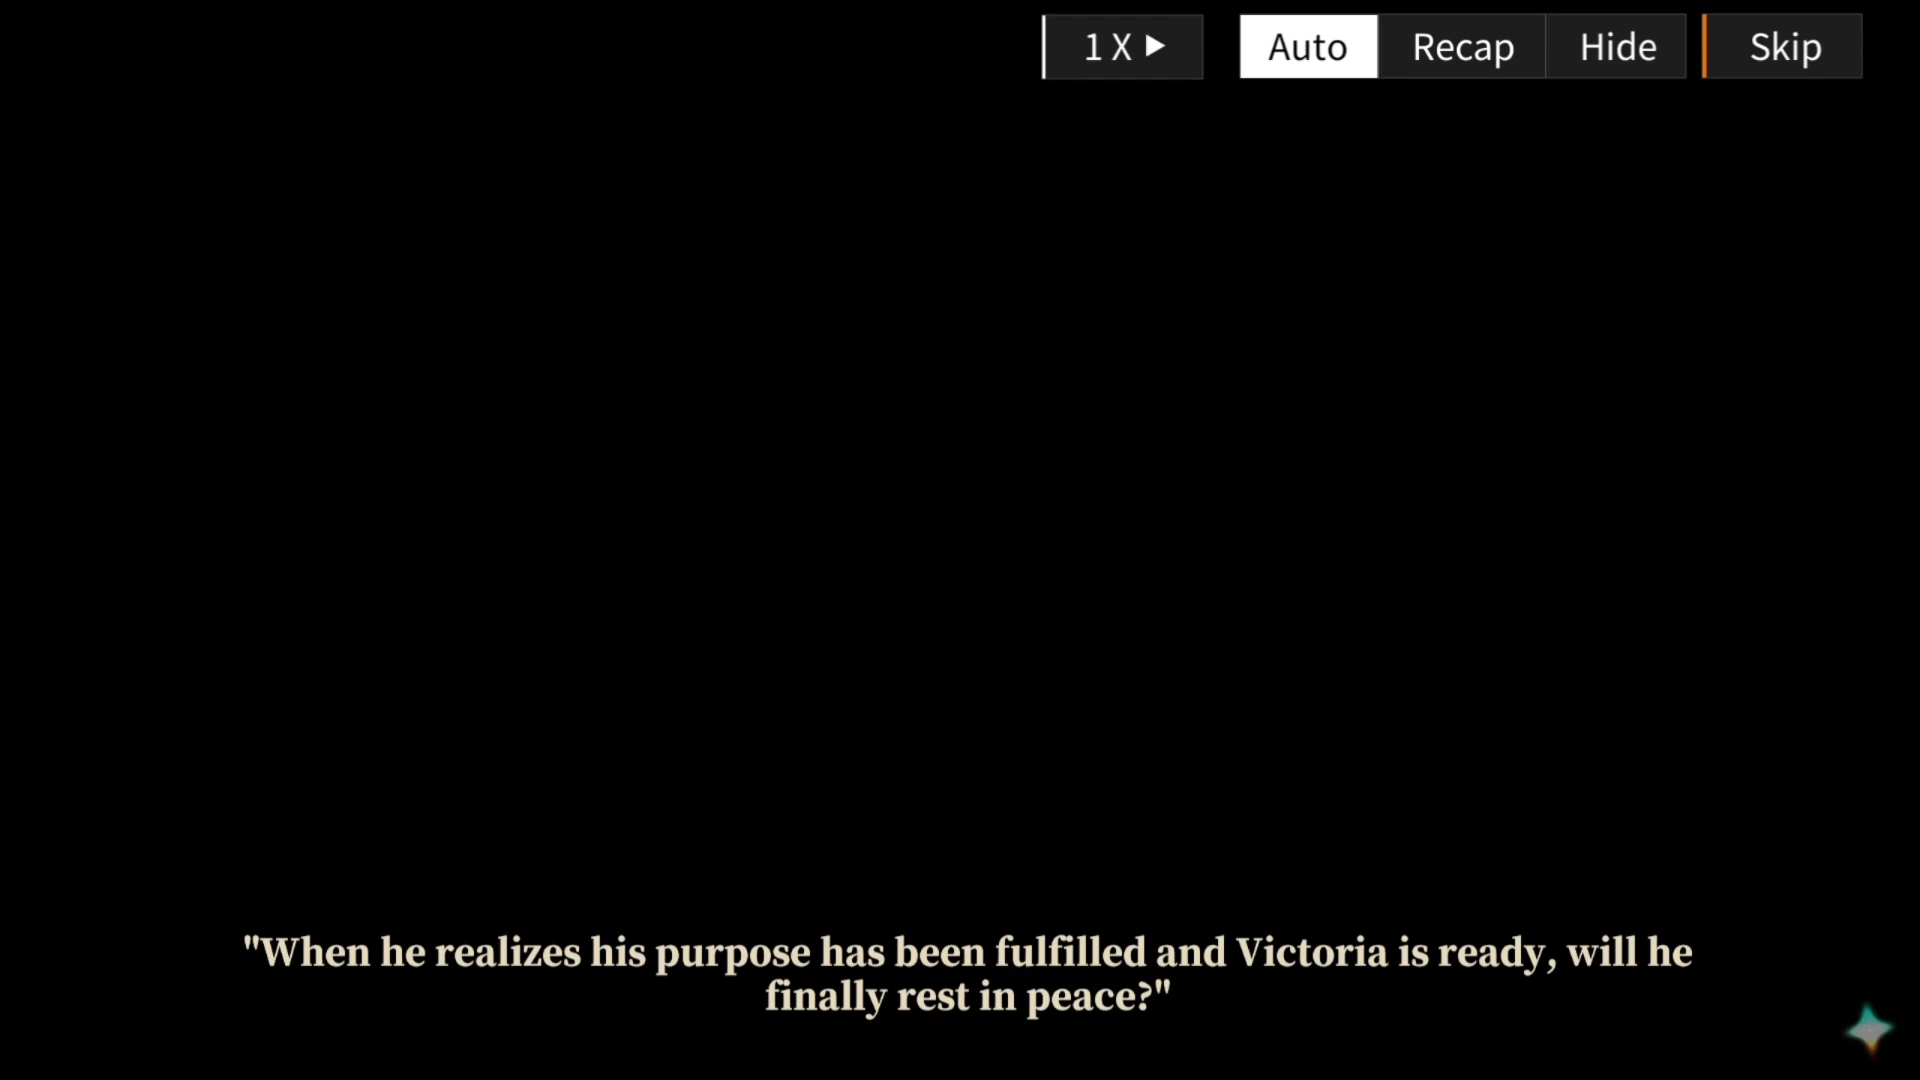 1 X
Auto
Recap
Hide
Skip
"When he realizes his purpose has been fulfilled and Victoria is ready, will he
finally rest in peace?"